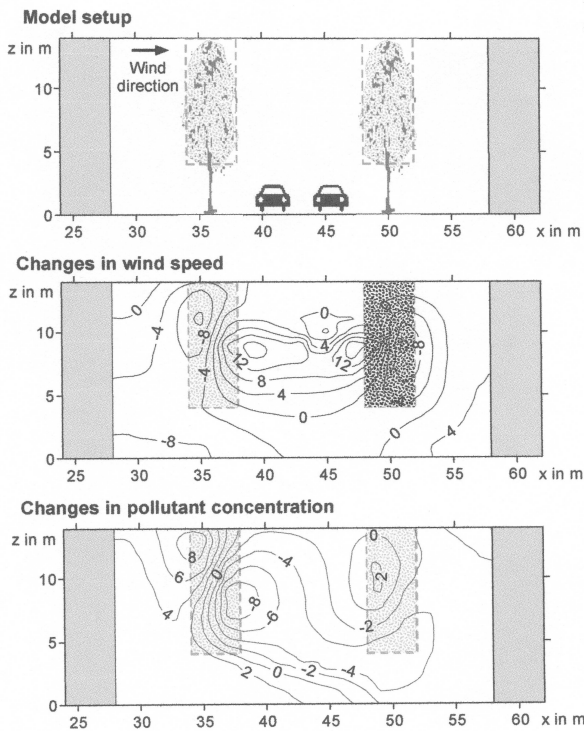 Model setup
z in m
Wind
direction
10
5
0
25 30 35 40 45 50 55 60 x in m
Changes in wind speed
z in m
0 0
-4 -8 4 -8
10
12 12
-4 8
5
4
0
-8 0 4
0
25 30 35 40 45 50 55 60 x in m
Changes in pollutant concentration
z in m
0
8 -4
10
6 0 2
-8
4 -6
-2
5
2 0 -2 -4
0
25 30 35 40 45 50 55 60 x in m